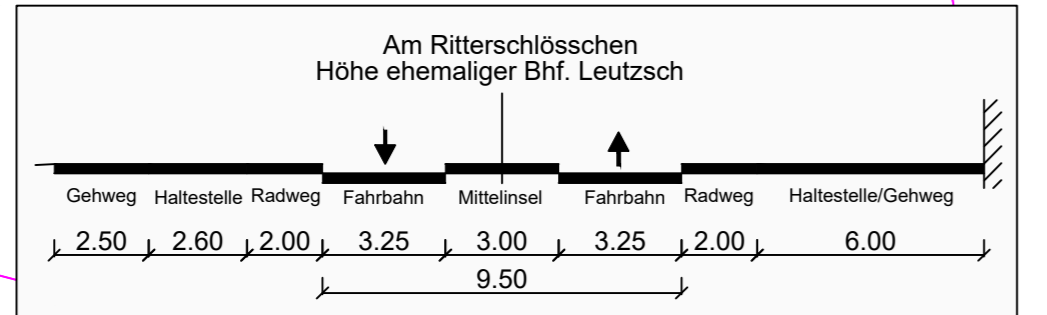 Am Ritterschlösschen
Höhe ehemaliger Bhf. Leutzsch
Gehweg Haltestelle Radweg Fahrbahn Mittelinsel Fahrbahn Radweg Haltestelle/Gehweg
2.50 2.60 2.00 3.25 3.00 3.25 2.00 6.00
9.50